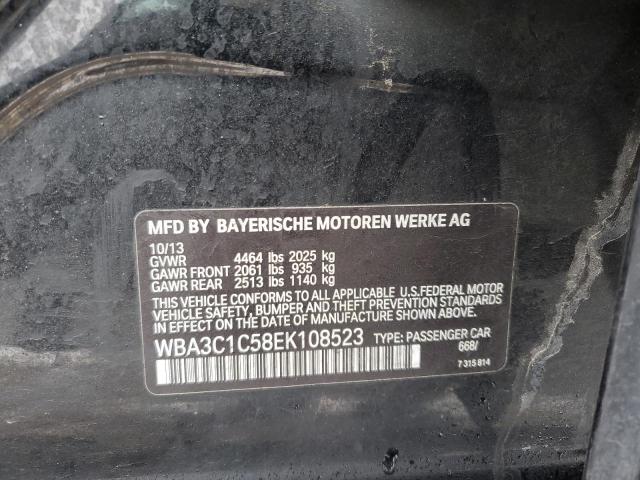 MFD BY BAYERISCHE MOTOREN WERKE AG
10/13
GVWR 4464 lbs 2025 kg
GAWR FRONT 2061 lbs 935 kg
GAWR REAR 2513 lbs 1140 kg
THIS VEHICLE CONFORMS TO ALL APPLICABLE U.S.FEDERAL MOTOR
VEHICLE SAFETY, BUMPER AND THEFT PREVENTION STANDARDS
IN EFFECT ON THE DATE OF MANUFACTURE SHOWN ABOVE.
WBA3C1C58EK108523 TYPE: PASSENGER CAR
668/
7 315 814